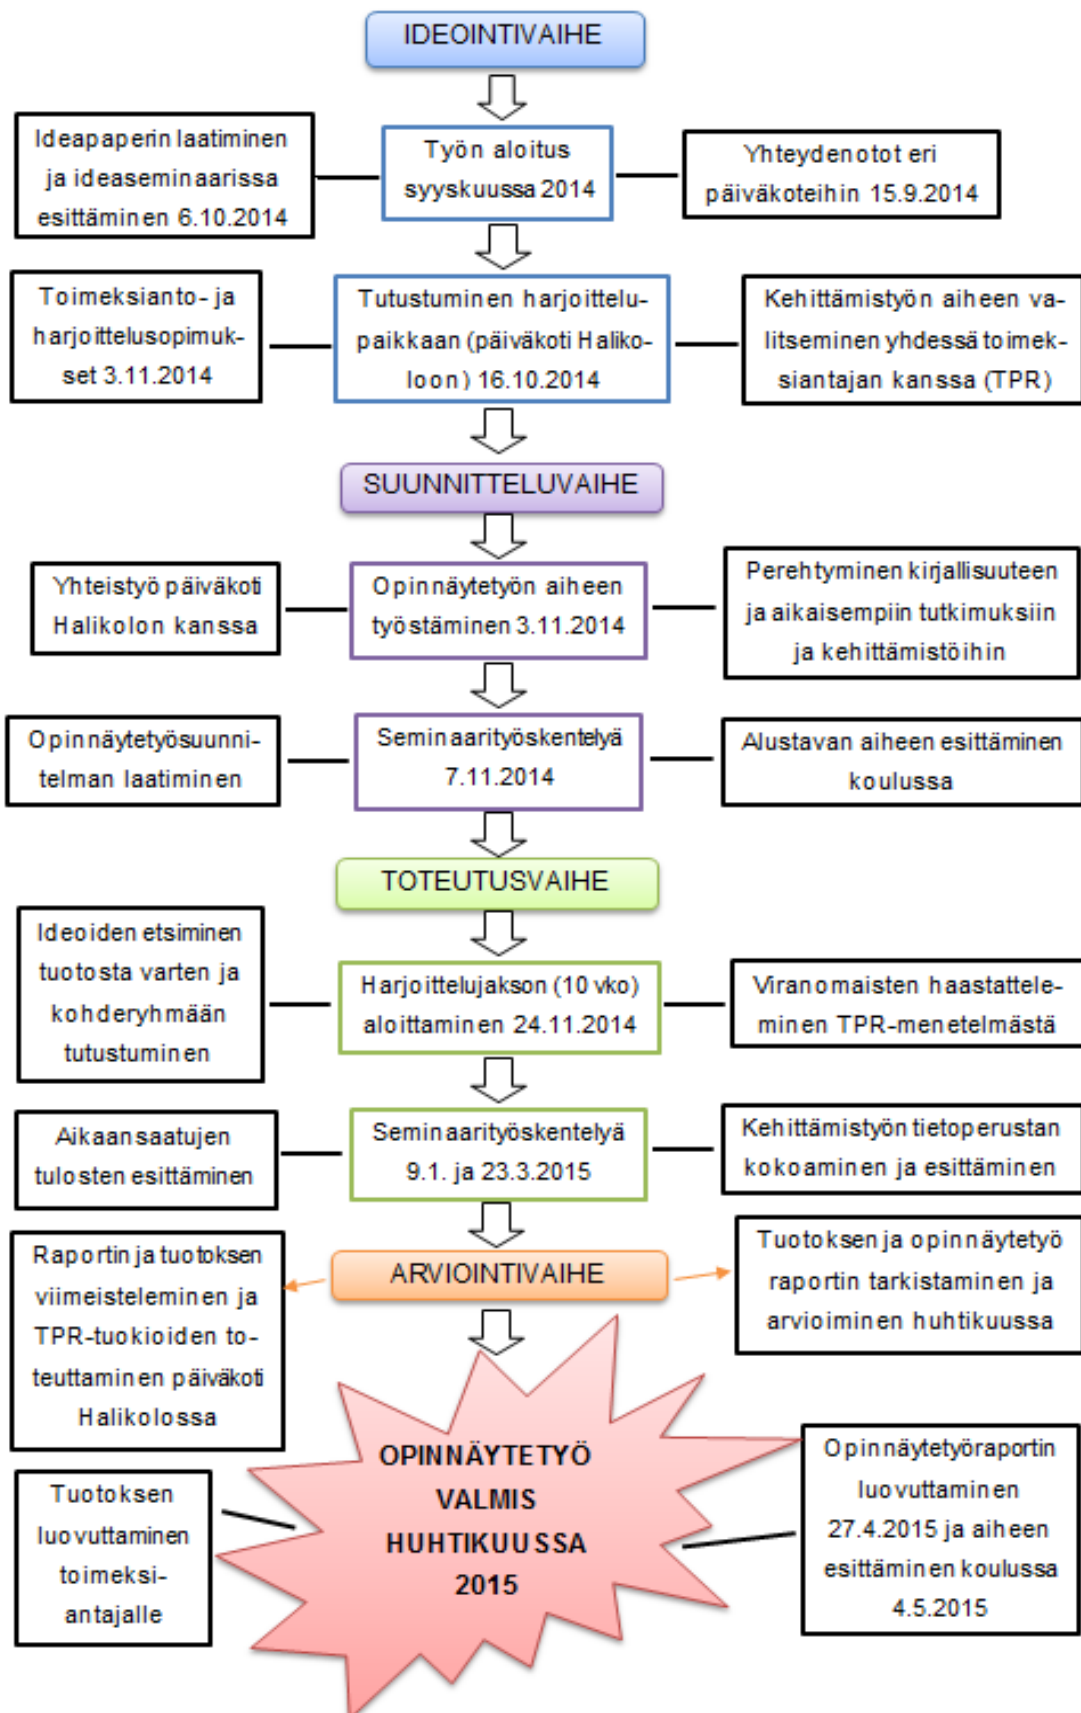 IDEOINTIVAIHE
Ideapaperin laatiminen
ja ideaseminaarissa
esittäminen 6.10.2014
Työn aloitus
syyskuussa 2014
Yhteydenotot eri
päiväkoteihin 15.9.2014
Toimeksianto- ja
harjoittelusopimuk-
set 3.11.2014
Tutustuminen harjoittelu-
paikkaan (päiväkoti Haliko-
loon) 16.10.2014
Kehittämistyön aiheen va-
litseminen yhdessä toimek-
siantajan kanssa (TPR)
SUUNNITTELUVAIHE
Yhteistyö päiväkoti
Halikolon kanssa
Opinnäytetyön aiheen
työstäminen 3.11.2014
Perehtyminen kirjallisuuteen
ja aikaisempiin tutkimuksiin
ja kehittämistöihin
Opinnäytetyösuunni-
telman laatiminen
Seminaarityöskentelyä
7.11.2014
Alustavan aiheen esittäminen
koulussa
TOTEUTUSVAIHE
Ideoiden etsiminen
tuotosta varten ja
kohderyhmään
tutustuminen
Harjoittelujakson (10 vko)
aloittaminen 24.11.2014
Viranomaisten haastattele-
minen TPR-menetelmästä
Aikaansaatujen
tulosten esittäminen
Seminaarityöskentelyä
9.1. ja 23.3.2015
Kehittämistyön tietoperustan
kokoaminen ja esittäminen
Raportin ja tuotoksen
viimeisteleminen ja
TPR-tuokioiden to-
teuttaminen päiväkoti
Halikolossa
ARVIOINTIVAIHE
Tuotoksen ja opinnäytetyö
raportin tarkistaminen ja
arvioiminen huhtikuussa
Tuotoksen
luovuttaminen
toimeksi-
antajalle
OPINNÄYTETYÖ
VALMIS
HUHTIKUUSSA
2015
Opinnäytetyöraportin
luovuttaminen
27.4.2015 ja aiheen
esittäminen koulussa
4.5.2015